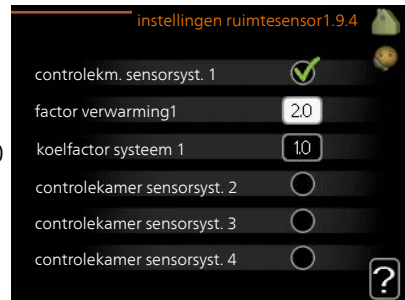 instellingen ruimtesensor1.9.4
controlekm. sensorsyst. 1
factor verwarming1 2.0
koelfactor systeem 1 1.0
controlekamer sensorsyst. 2
controlekamer sensorsyst. 3
controlekamer sensorsyst. 4
?
)